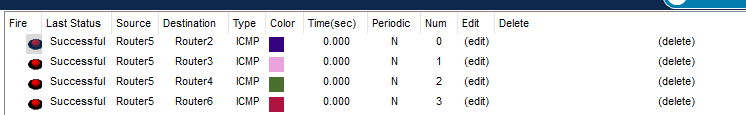 Fire Last Status Source Destination Type Color Time(sec) Periodic Num Edit Delete
Successful Router5 Router2 ICMP 0.000 N 0 (edit) (delete)
Successful Router5 Router3 ICMP 0.000 N 1 (edit) (delete)
Successful Router5 Router4 ICMP 0.000 N 2 (edit) (delete)
Successful Router5 Router6 ICMP 0.000 N 3 (edit) (delete)